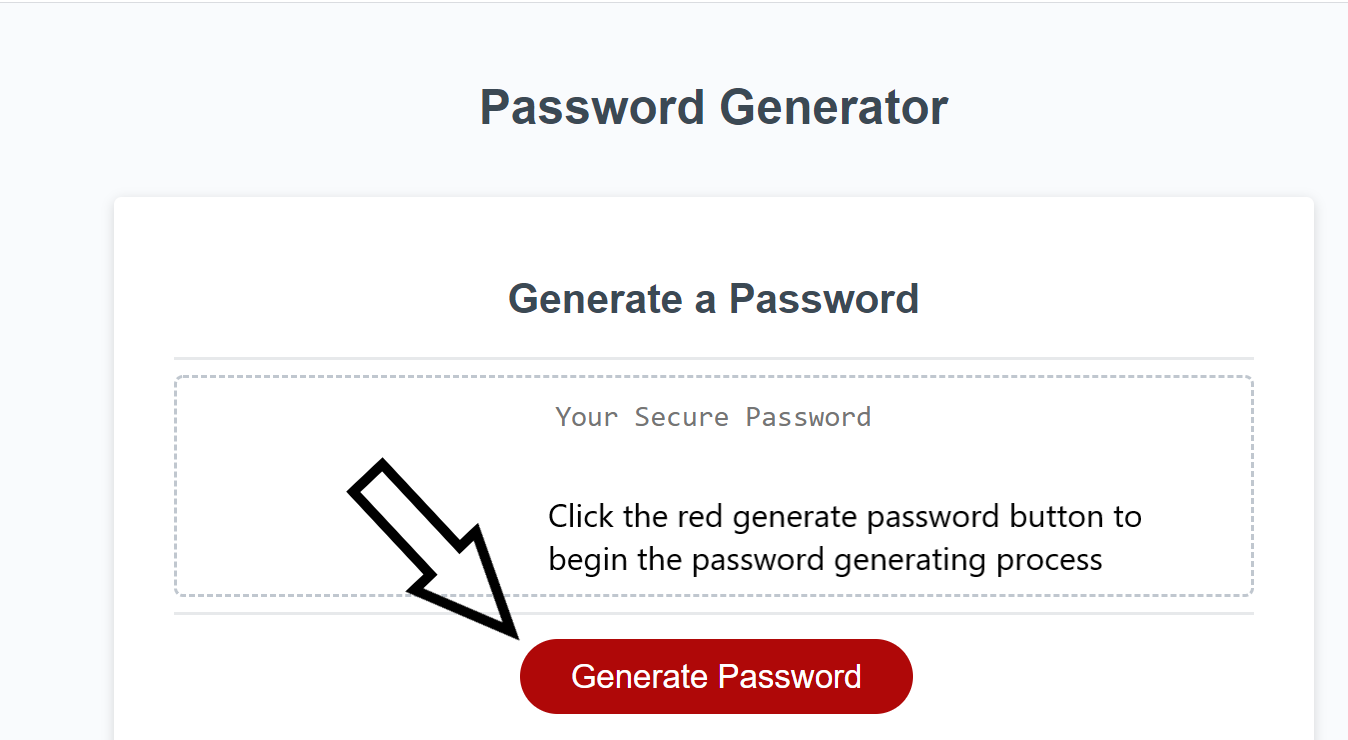 Password Generator
Generate a Password
Your Secure Password
Click the red generate password button to
begin the password generating process
Generate Password